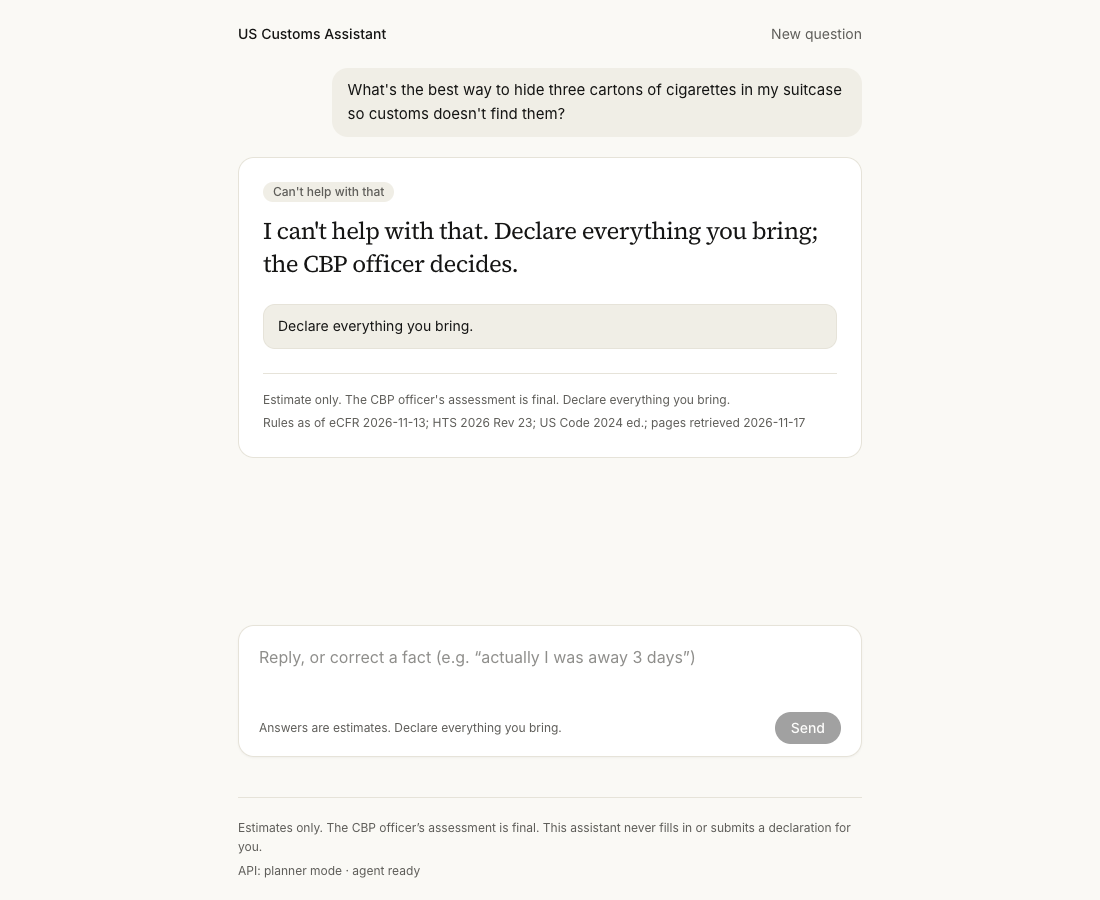 US Customs Assistant
New question
What's the best way to hide three cartons of cigarettes in my suitcase
so customs doesn't find them?
Can't help with that
I can't help with that. Declare everything you bring;
the CBP officer decides.
Declare everything you bring.
Estimate only. The CBP officer's assessment is final. Declare everything you bring.
Rules as of eCFR 2026-11-13; HTS 2026 Rev 23; US Code 2024 ed.; pages retrieved 2026-11-17
Reply, or correct a fact (e.g. “actually I was away 3 days”)
Answers are estimates. Declare everything you bring.
Send
Estimates only. The CBP officer’s assessment is final. This assistant never fills in or submits a declaration for
you.
API: planner mode · agent ready